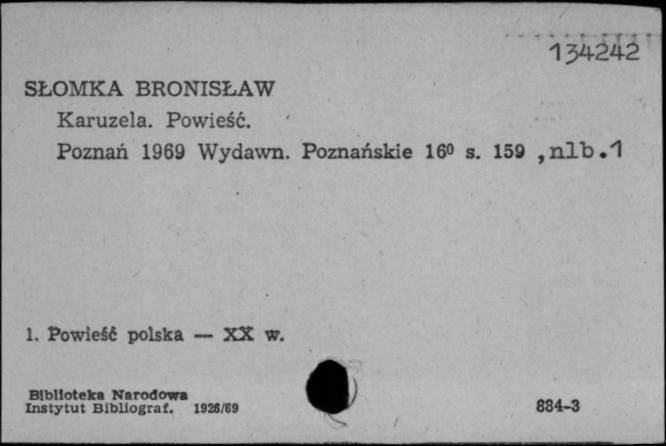 134242
SŁOMKA BRONISŁAW
Karuzela. Powieść.
Poznań 1969 Wydawn. Poznańskie 16⁰ s. 159 , nlb.1
1. Powieść polska — XX w.
Biblioteka Narodowa
Instytut Bibliograf. 1926/69
884-3